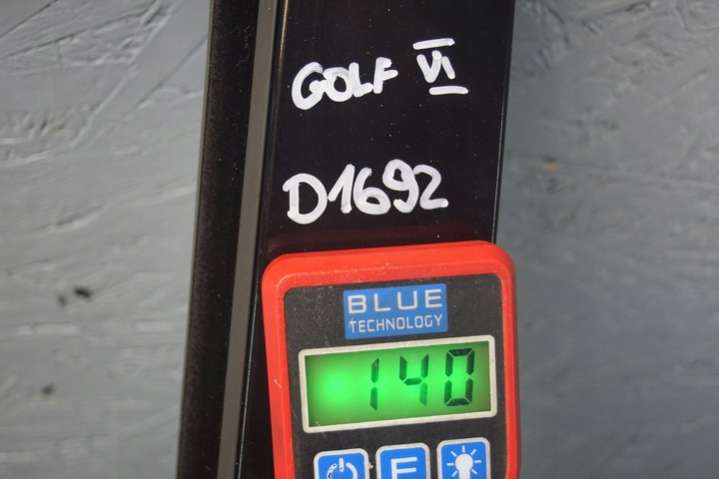 GOLF VI
D1692
BLUE
TECHNOLOGY
140
F